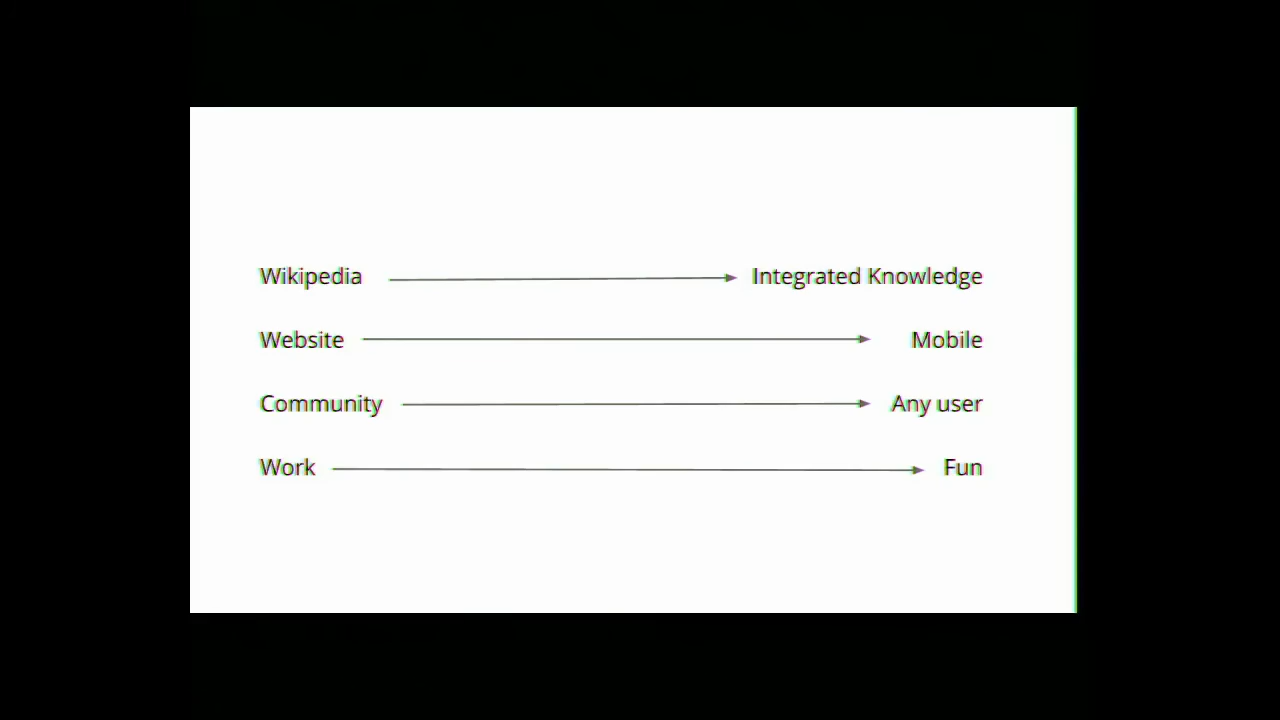 Wikipedia Integrated Knowledge
Website Mobile
Community Any user
Work Fun